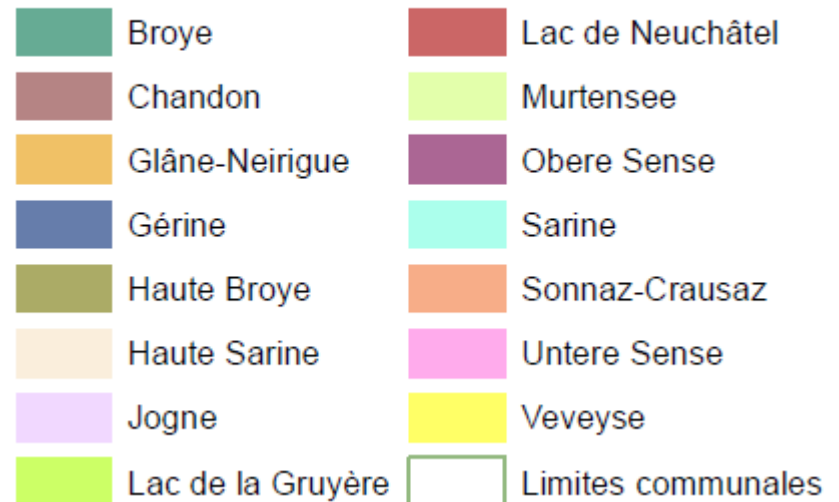 Broye
Chandon
Glâne-Neirigue
Gérine
Haute Broye
Haute Sarine
Jogne
Lac de la Gruyère
Lac de Neuchâtel
Murtensee
Obere Sense
Sarine
Sonnaz-Crausaz
Untere Sense
Veveyse
Limites communales